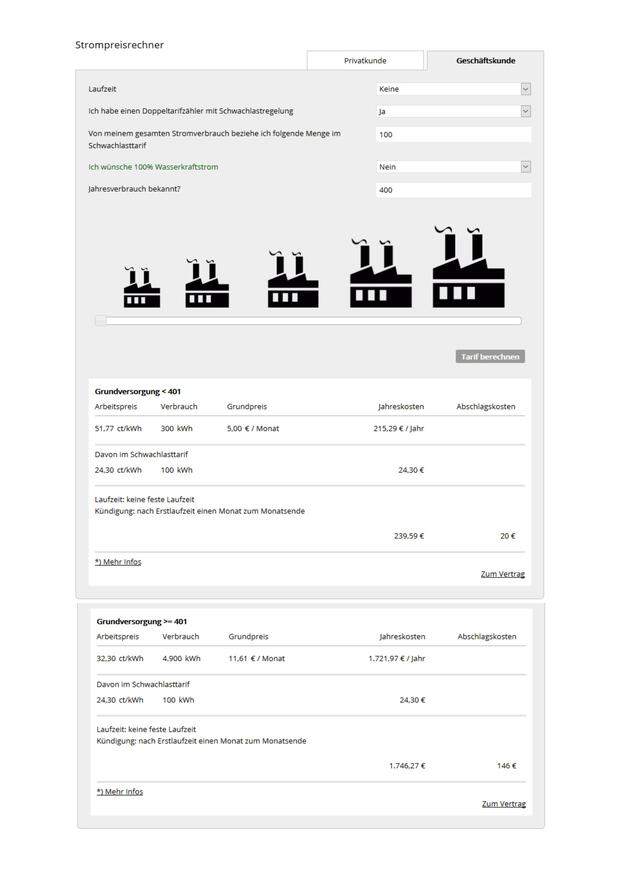 Strompreisrechner
Privatkunde Geschäftskunde
Laufzeit Keine
Ich habe einen Doppeltarifzähler mit Schwachlastregelung Ja
Von meinem gesamten Stromverbrauch beziehe ich folgende Menge im 100
Schwachlasttarif
Ich wünsche 100% Wasserkraftstrom Nein
Jahresverbrauch bekannt? 400
Tarif berechnen
Grundversorgung < 401
Arbeitspreis Verbrauch Grundpreis Jahreskosten Abschlagskosten
51,77 ct/kWh 300 kWh 5,00 € / Monat 215,29 € / Jahr
Davon im Schwachlasttarif
24,30 ct/kWh 100 kWh 24,30 €
Laufzeit: keine feste Laufzeit
Kündigung: nach Erstlaufzeit einen Monat zum Monatsende
239,59 € 20 €
*) Mehr Infos
Zum Vertrag
Grundversorgung >= 401
Arbeitspreis Verbrauch Grundpreis Jahreskosten Abschlagskosten
32,30 ct/kWh 4.900 kWh 11,61 € / Monat 1.721,97 € / Jahr
Davon im Schwachlasttarif
24,30 ct/kWh 100 kWh 24,30 €
Laufzeit: keine feste Laufzeit
Kündigung: nach Erstlaufzeit einen Monat zum Monatsende
1.746,27 € 146 €
*) Mehr Infos
Zum Vertrag